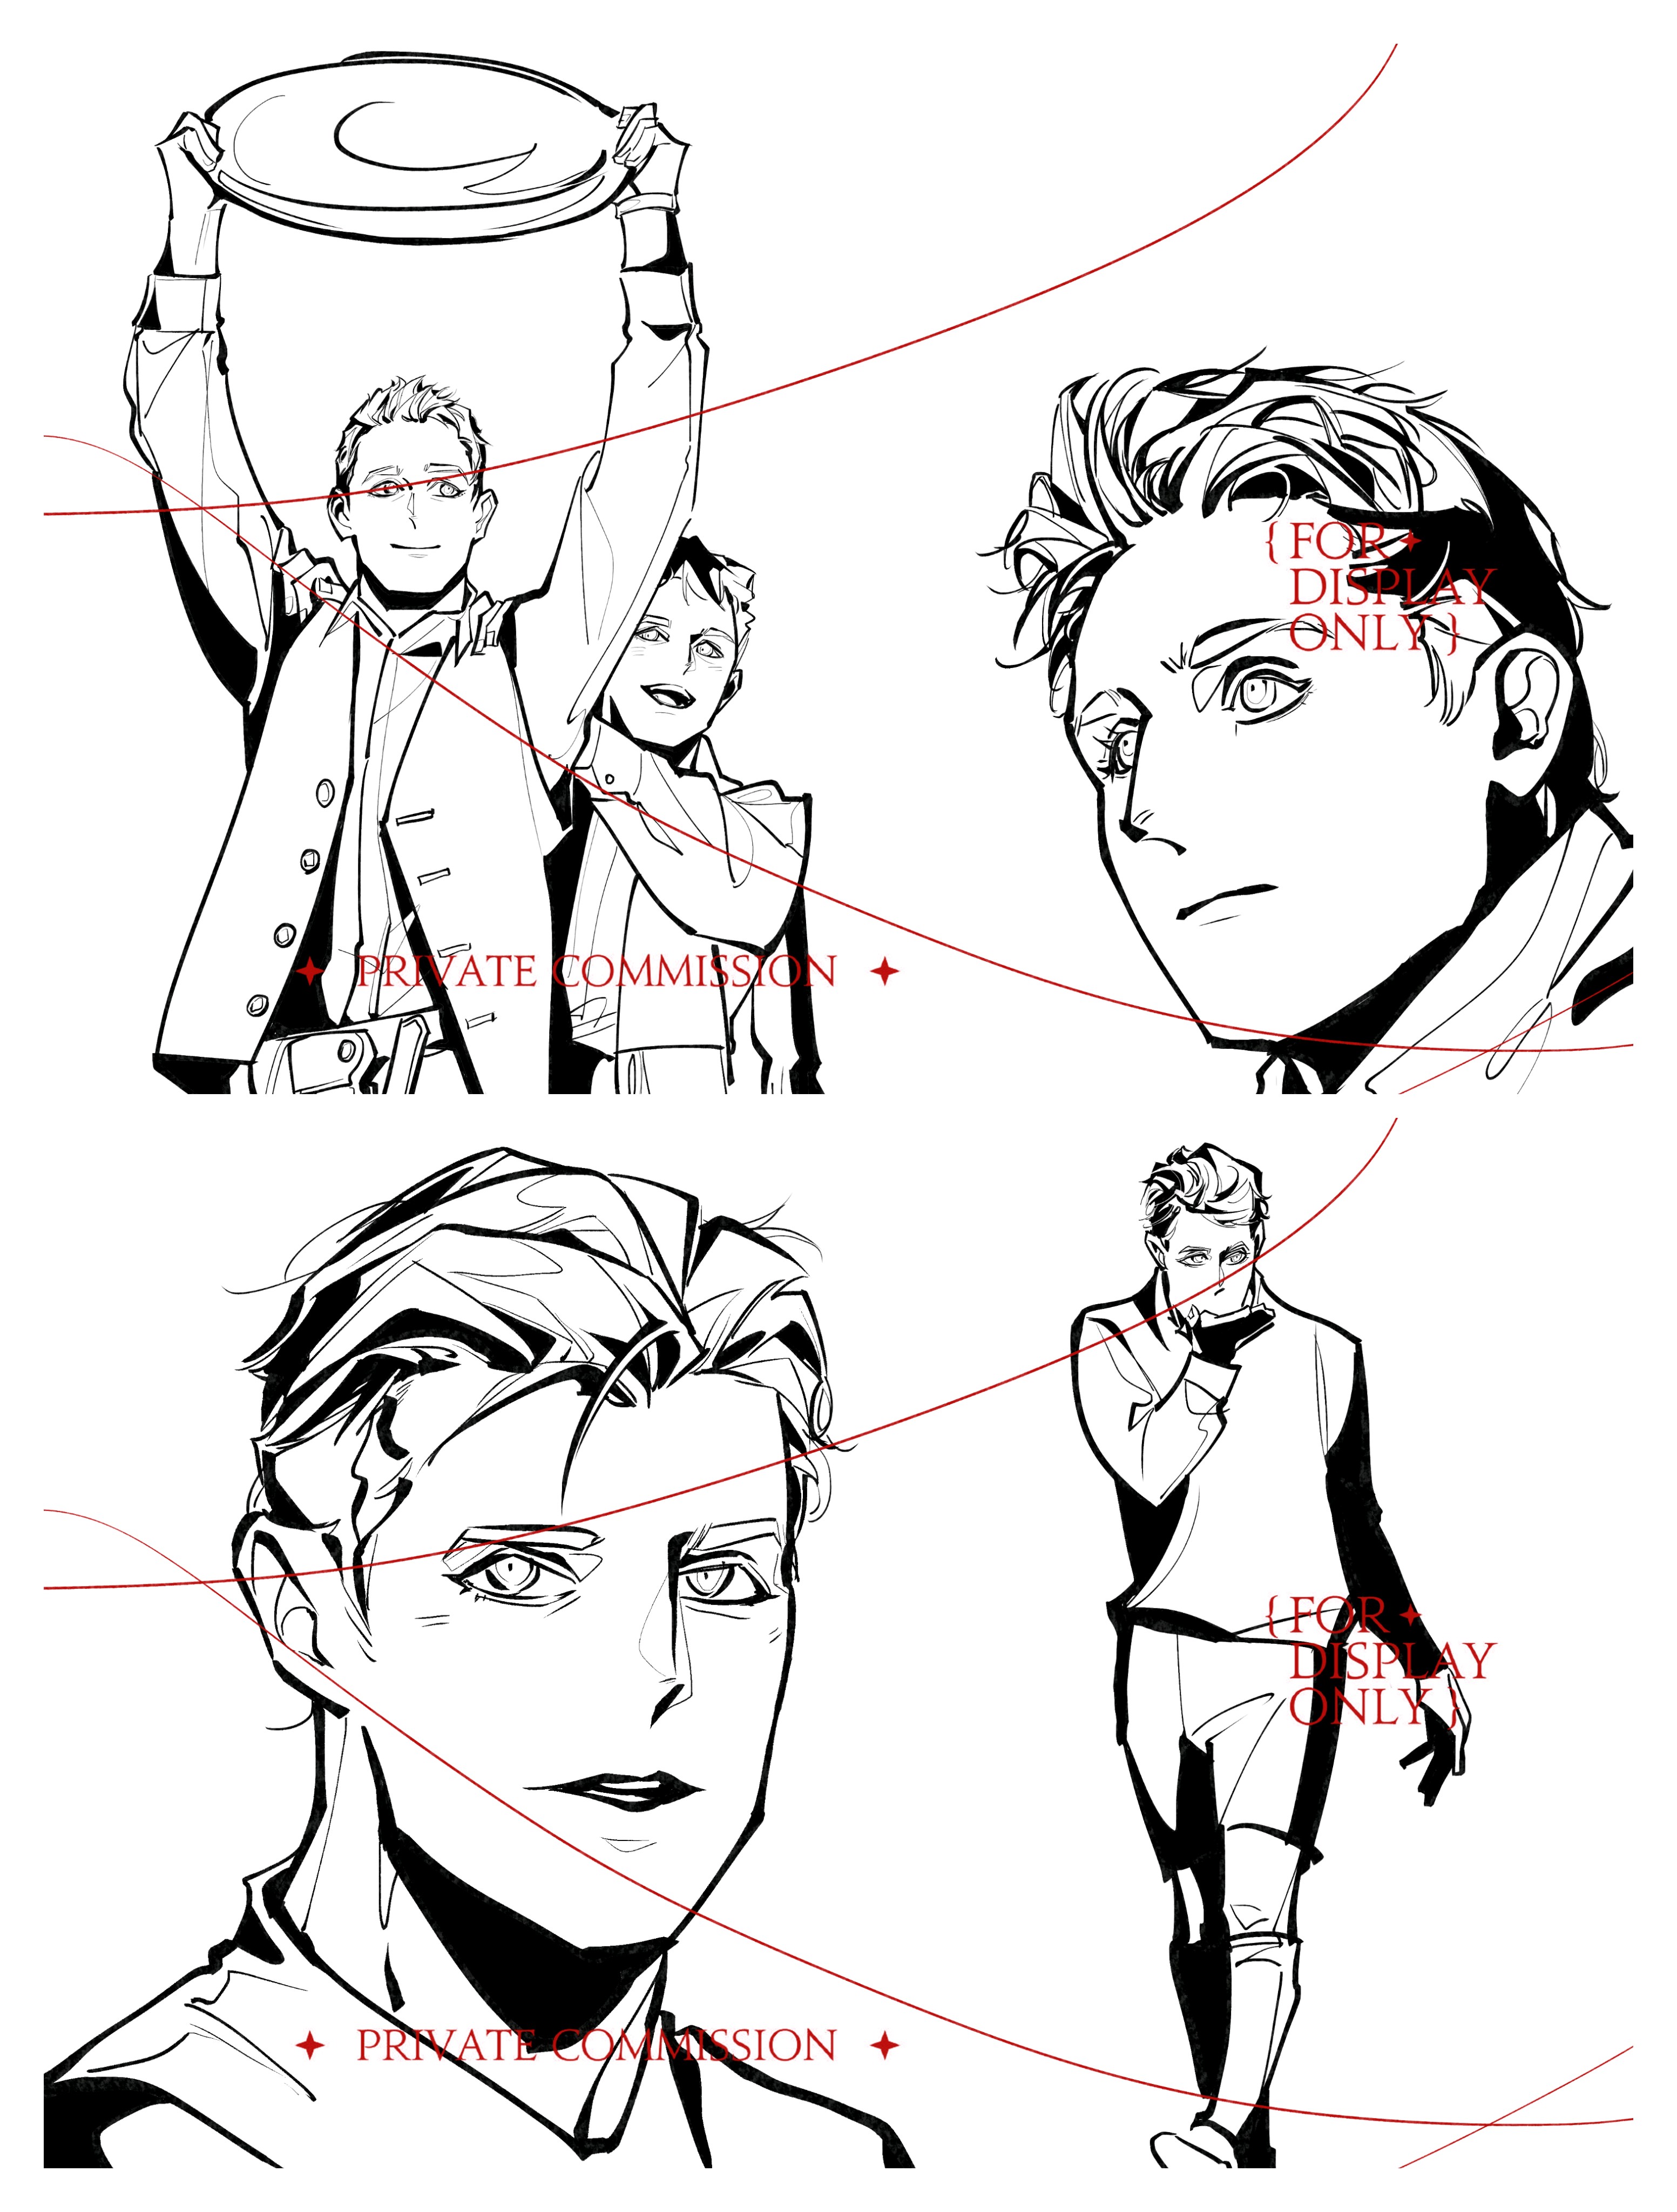 { FOR ✦
DISPLAY
ONLY }
✦ PRIVATE COMMISSION ✦
{ FOR ✦
DISPLAY
ONLY }
✦ PRIVATE COMMISSION ✦